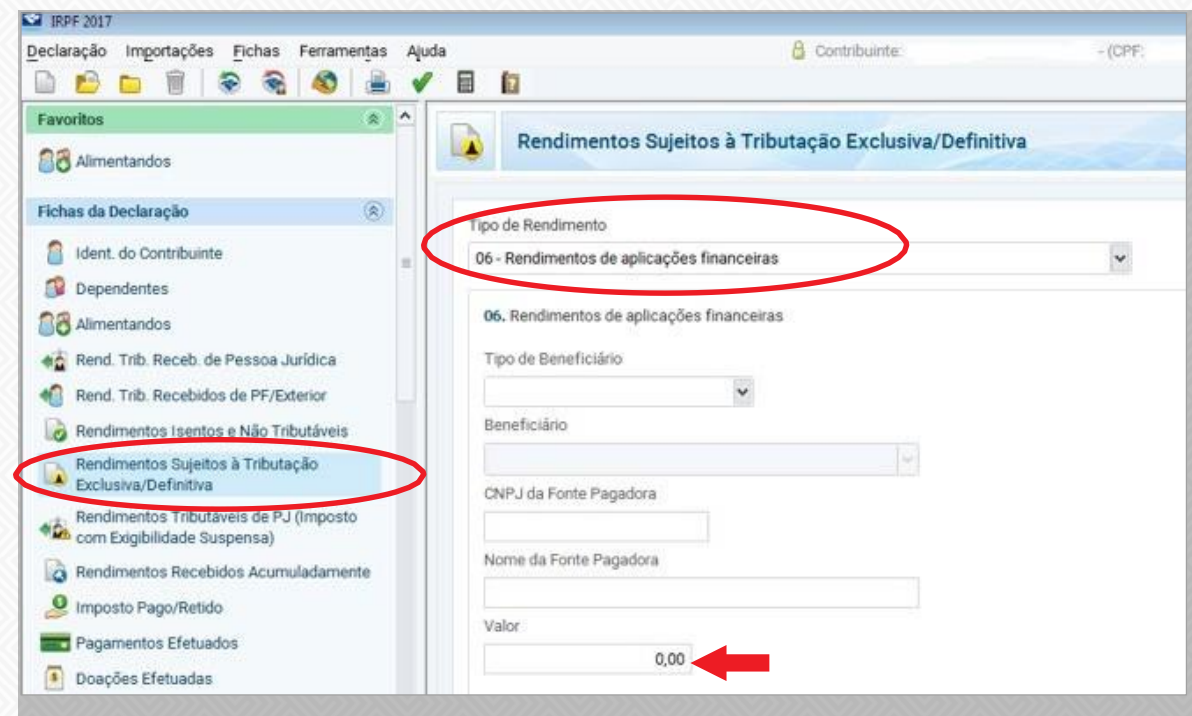 IRPF 2017
Declaração Importações Fichas Ferramentas Ajuda Contribuinte: - (CPF:
Favoritos
Alimentandos
Fichas da Declaração
Ident. do Contribuinte
Dependentes
Alimentandos
Rend. Trib. Receb. de Pessoa Jurídica
Rend. Trib. Recebidos de PF/Exterior
Rendimentos Isentos e Não Tributáveis
Rendimentos Sujeitos à Tributação
Exclusiva/Definitiva
Rendimentos Tributáveis de PJ (Imposto
com Exigibilidade Suspensa)
Rendimentos Recebidos Acumuladamente
Imposto Pago/Retido
Pagamentos Efetuados
Doações Efetuadas
Rendimentos Sujeitos à Tributação Exclusiva/Definitiva
Tipo de Rendimento
06 - Rendimentos de aplicações financeiras
06. Rendimentos de aplicações financeiras
Tipo de Beneficiário
Beneficiário
CNPJ da Fonte Pagadora
Nome da Fonte Pagadora
Valor
0,00